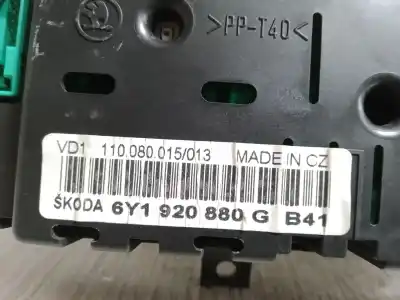 >PP-T40<
VD1 110.080.015/013 MADE IN CZ
ŠKODA 6Y1 920 880 G B41